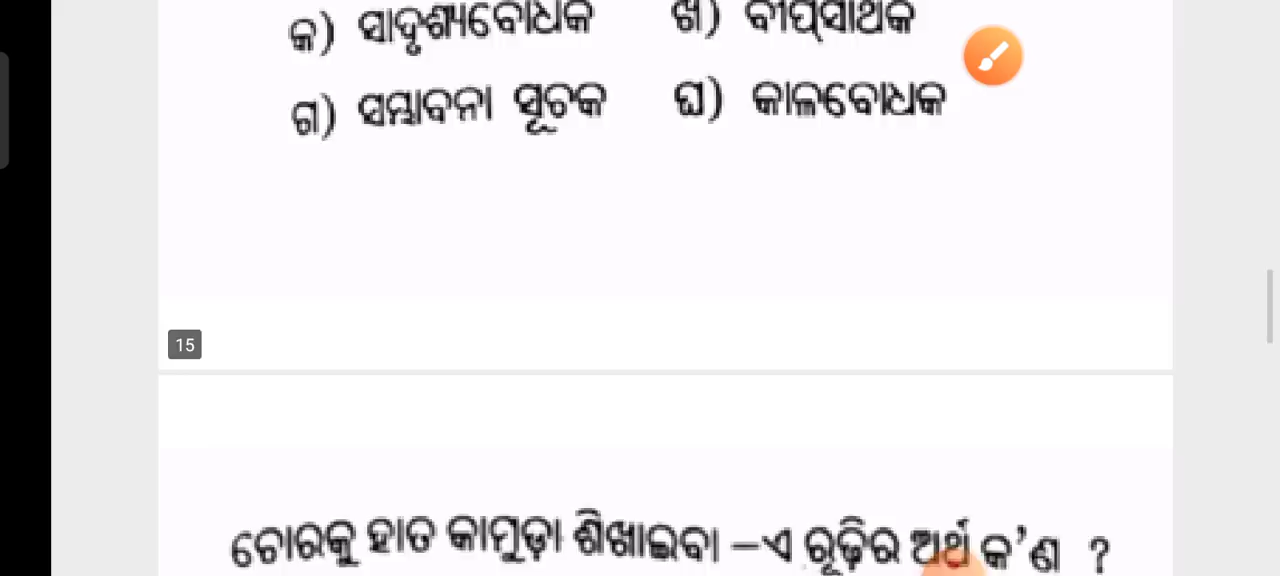 କ) ସାଦୃଶ୍ୟବୋଧକ ଖ) ବୀପ୍ସାର୍ଥକ
ଗ) ସମ୍ଭାବନା ସୂଚକ ଘ) କାଳବୋଧକ
15
ଚୋରକୁ ହାତ କାମୁଡ଼ା ଶିଖାଇବା –ଏ ରୂଢ଼ିର ଅର୍ଥ କ'ଣ ?